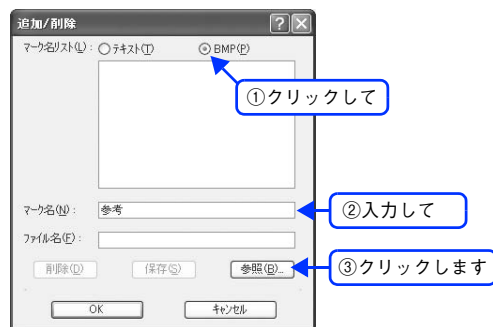 追加/削除
マーク名リスト(L): テキスト(T) BMP(P)
①クリックして
マーク名(N): 参考
②入力して
ファイル名(F):
削除(D) 保存(S) 参照(B)...
③クリックします
OK キャンセル